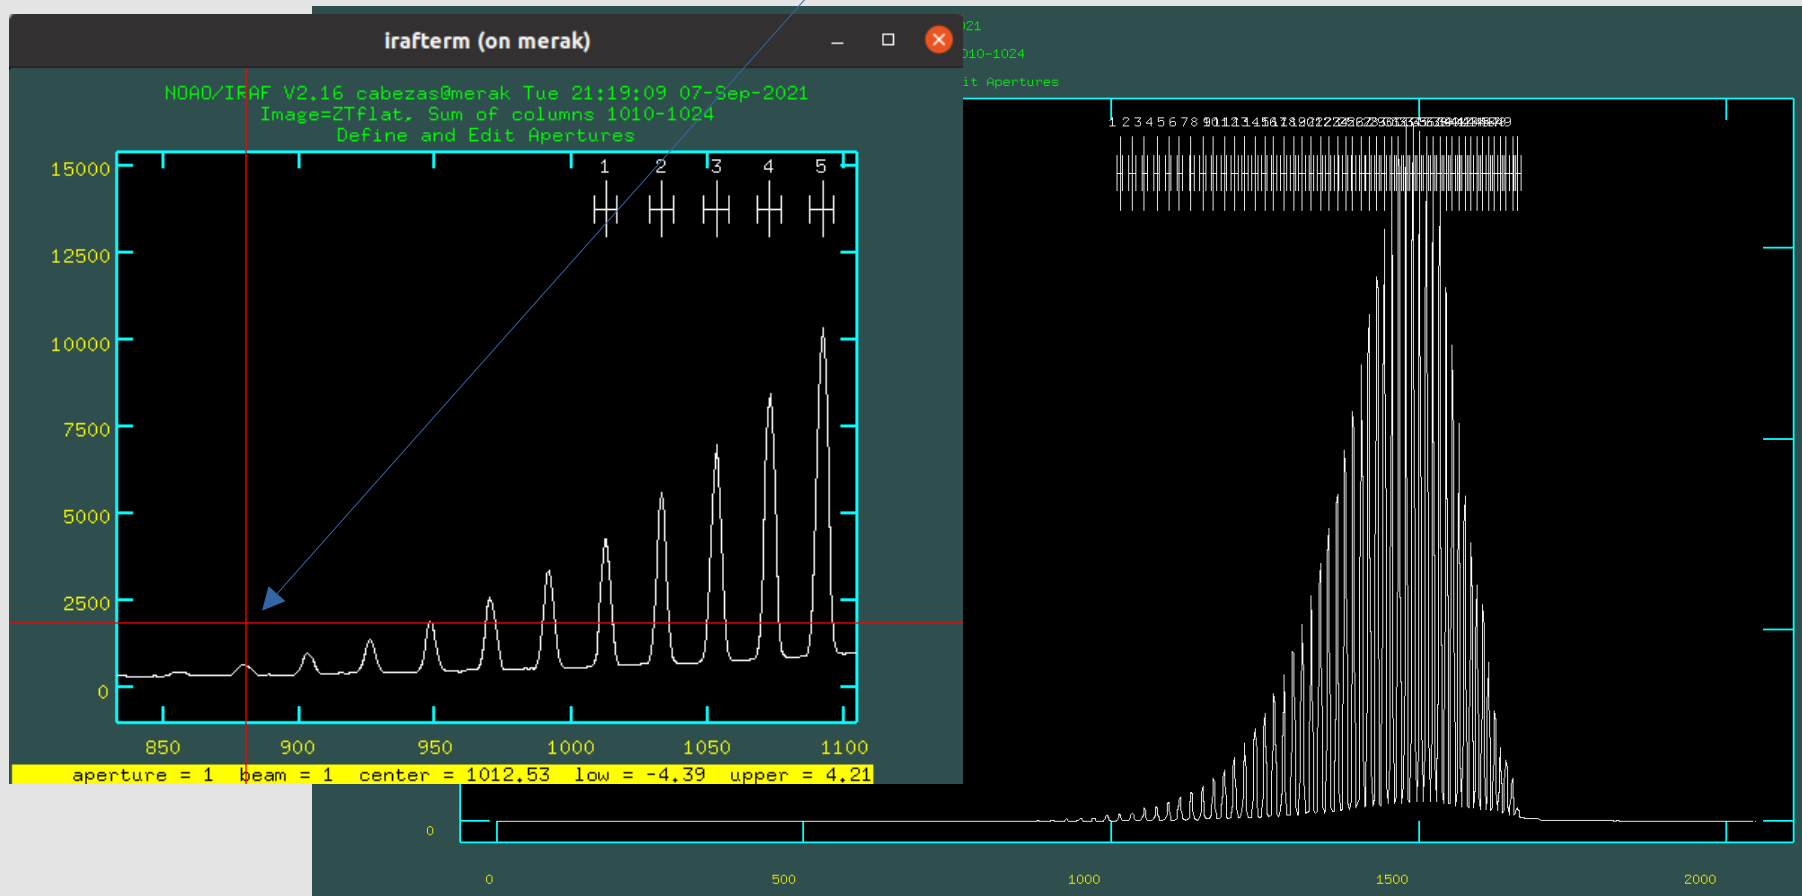 irafterm (on merak)
NOAO/IRAF V2.16 cabezas@merak Tue 21:19:09 07-Sep-2021
Image=ZTflat, Sum of columns 1010-1024
Define and Edit Apertures
15000
12500
10000
7500
5000
2500
0
1 2 3 4 5
850 900 950 1000 1050 1100
aperture = 1 beam = 1 center = 1012.53 low = -4.39 upper = 4.21
21
010-1024
it Apertures
1 2 3 4 5 6 7 8
0
0 500 1000 1500 2000